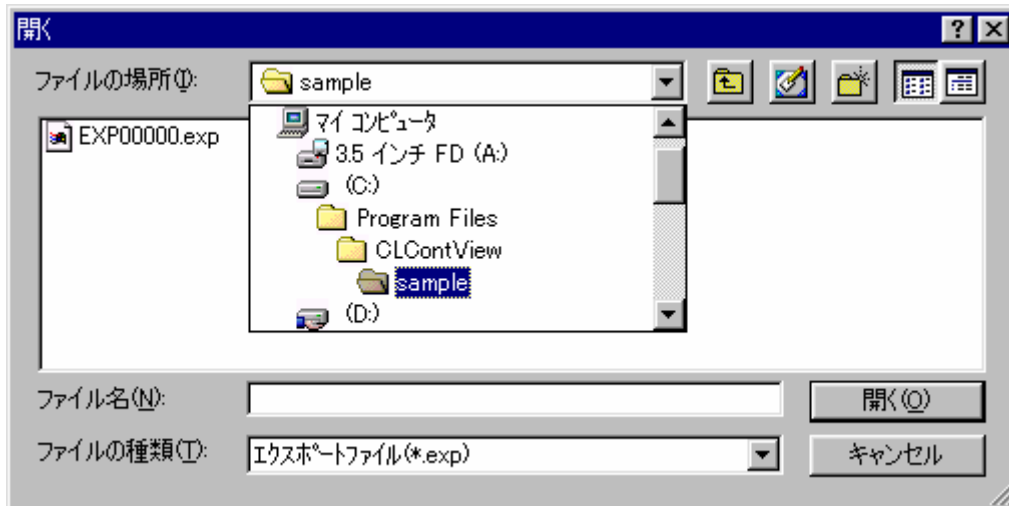 開く
ファイルの場所(I):
sample
EXP00000.exp
マイ コンピュータ
3.5 インチ FD (A:)
(C:)
Program Files
CLContView
sample
(D:)
ファイル名(N):
開く(O)
ファイルの種類(T):
エクスポートファイル(*.exp)
キャンセル